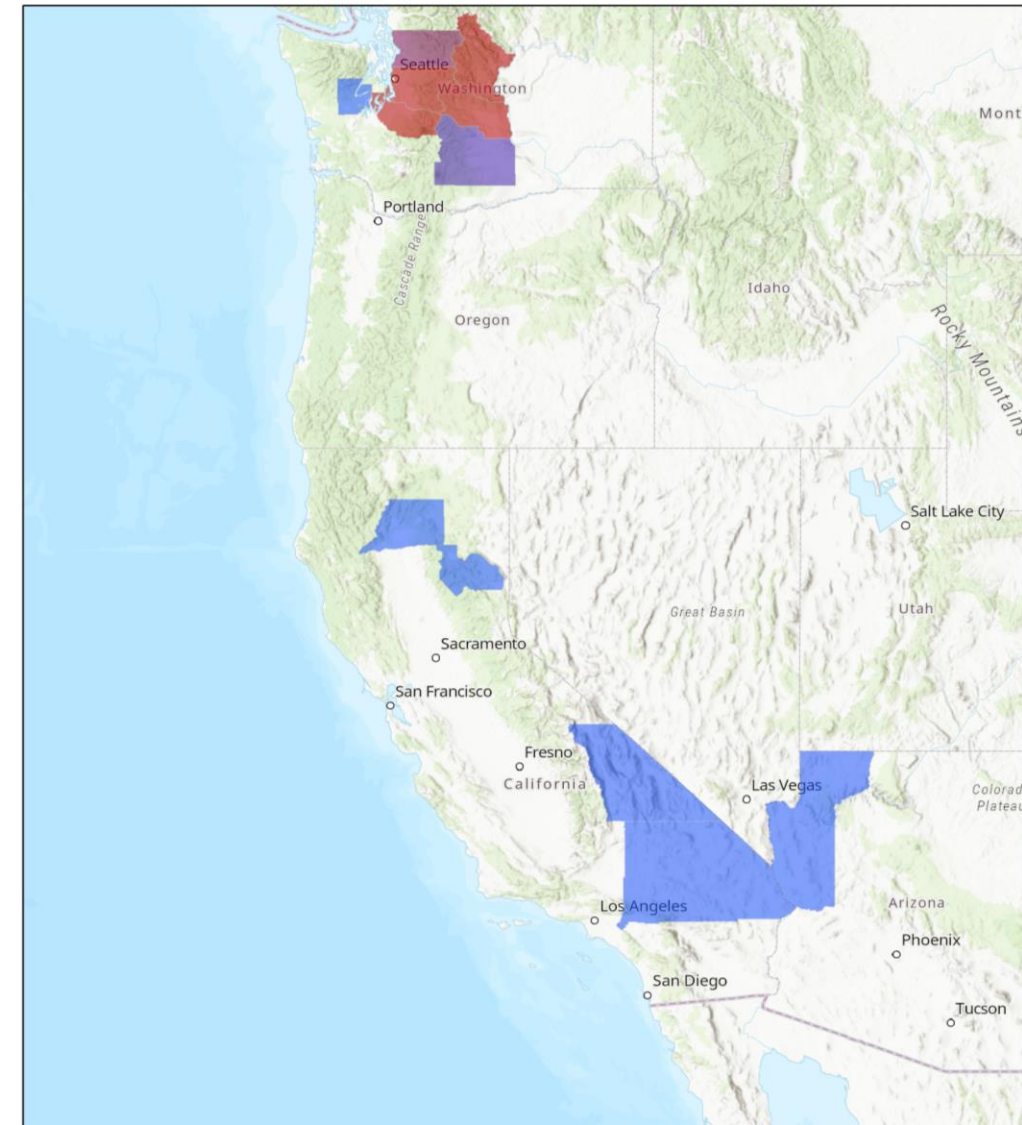 Seattle
Washington
Mont
Portland
Cascade Range
Idaho
Oregon
Rocky Mountains
Salt Lake City
Utah
Great Basin
Sacramento
San Francisco
Fresno
California
Las Vegas
Colorad
Plateau
Los Angeles
Arizona
Phoenix
San Diego
Tucson